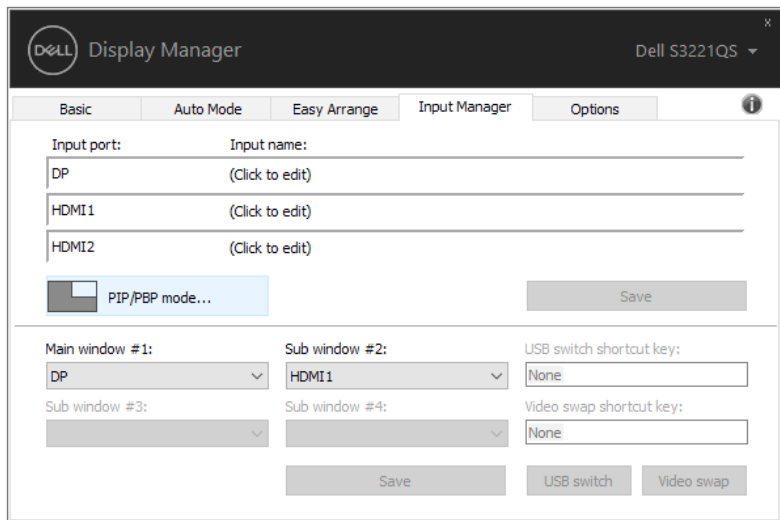 x
DELL Display Manager Dell S3221QS
Basic Auto Mode Easy Arrange Input Manager Options i
Input port: Input name:
DP (Click to edit)
HDMI1 (Click to edit)
HDMI2 (Click to edit)
PIP/PBP mode... Save
Main window #1: Sub window #2: USB switch shortcut key:
DP HDMI1 None
Sub window #3: Sub window #4: Video swap shortcut key:
None
Save USB switch Video swap